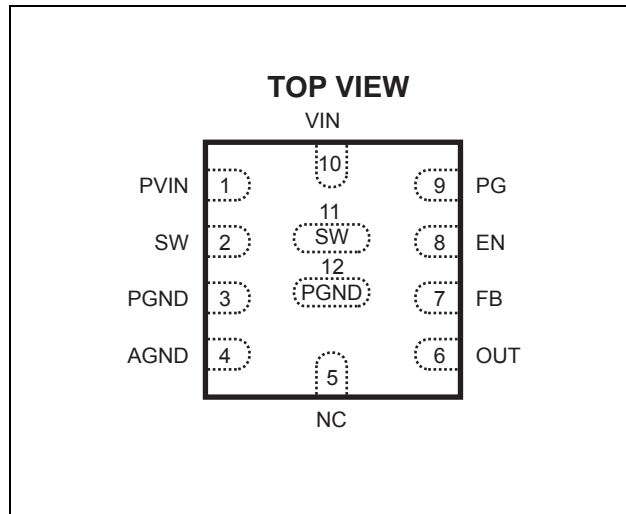 TOP VIEW
VIN
10
PVIN 1 9 PG
11
SW 2 SW 8 EN
12
PGND 3 PGND 7 FB
AGND 4 6 OUT
5
NC